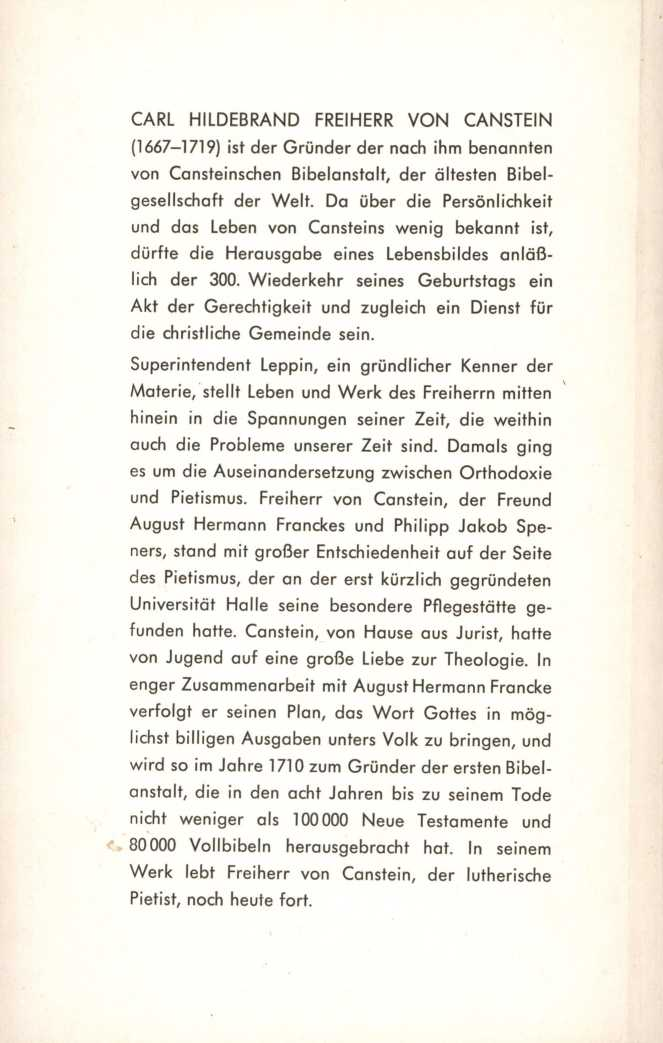 CARL HILDEBRAND FREIHERR VON CANSTEIN
(1667–1719) ist der Gründer der nach ihm benannten
von Cansteinschen Bibelanstalt, der ältesten Bibel-
gesellschaft der Welt. Da über die Persönlichkeit
und das Leben von Cansteins wenig bekannt ist,
dürfte die Herausgabe eines Lebensbildes anläß-
lich der 300. Wiederkehr seines Geburtstags ein
Akt der Gerechtigkeit und zugleich ein Dienst für
die christliche Gemeinde sein.
Superintendent Leppin, ein gründlicher Kenner der
Materie, stellt Leben und Werk des Freiherrn mitten
hinein in die Spannungen seiner Zeit, die weithin
auch die Probleme unserer Zeit sind. Damals ging
es um die Auseinandersetzung zwischen Orthodoxie
und Pietismus. Freiherr von Canstein, der Freund
August Hermann Franckes und Philipp Jakob Spe-
ners, stand mit großer Entschiedenheit auf der Seite
des Pietismus, der an der erst kürzlich gegründeten
Universität Halle seine besondere Pflegestätte ge-
funden hatte. Canstein, von Hause aus Jurist, hatte
von Jugend auf eine große Liebe zur Theologie. In
enger Zusammenarbeit mit August Hermann Francke
verfolgt er seinen Plan, das Wort Gottes in mög-
lichst billigen Ausgaben unters Volk zu bringen, und
wird so im Jahre 1710 zum Gründer der ersten Bibel-
anstalt, die in den acht Jahren bis zu seinem Tode
nicht weniger als 100 000 Neue Testamente und
80 000 Vollbibeln herausgebracht hat. In seinem
Werk lebt Freiherr von Canstein, der lutherische
Pietist, noch heute fort.